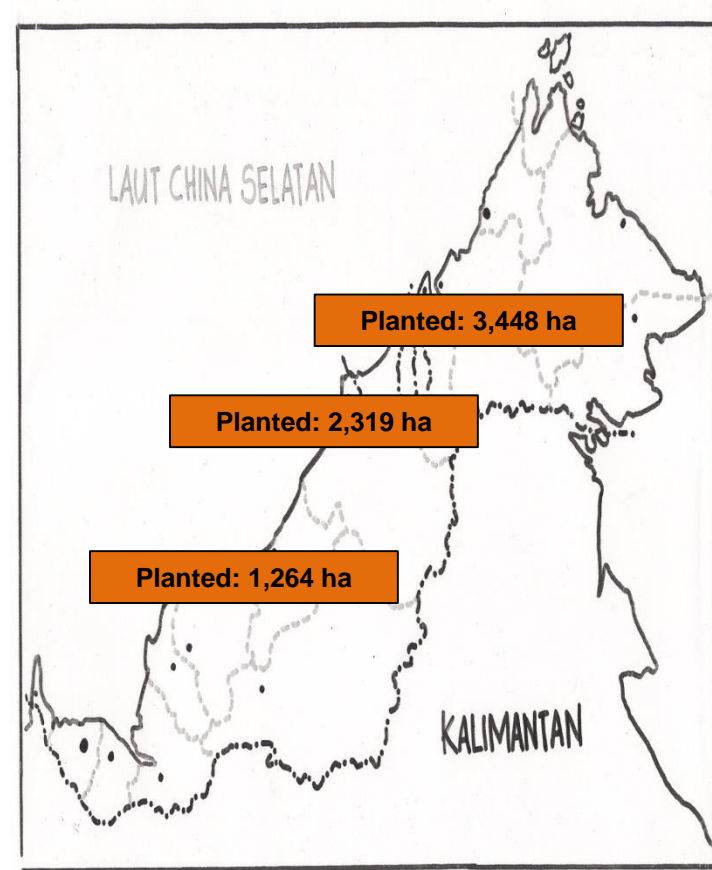 LAUT CHINA SELATAN
Planted: 3,448 ha
Planted: 2,319 ha
Planted: 1,264 ha
KALIMANTAN